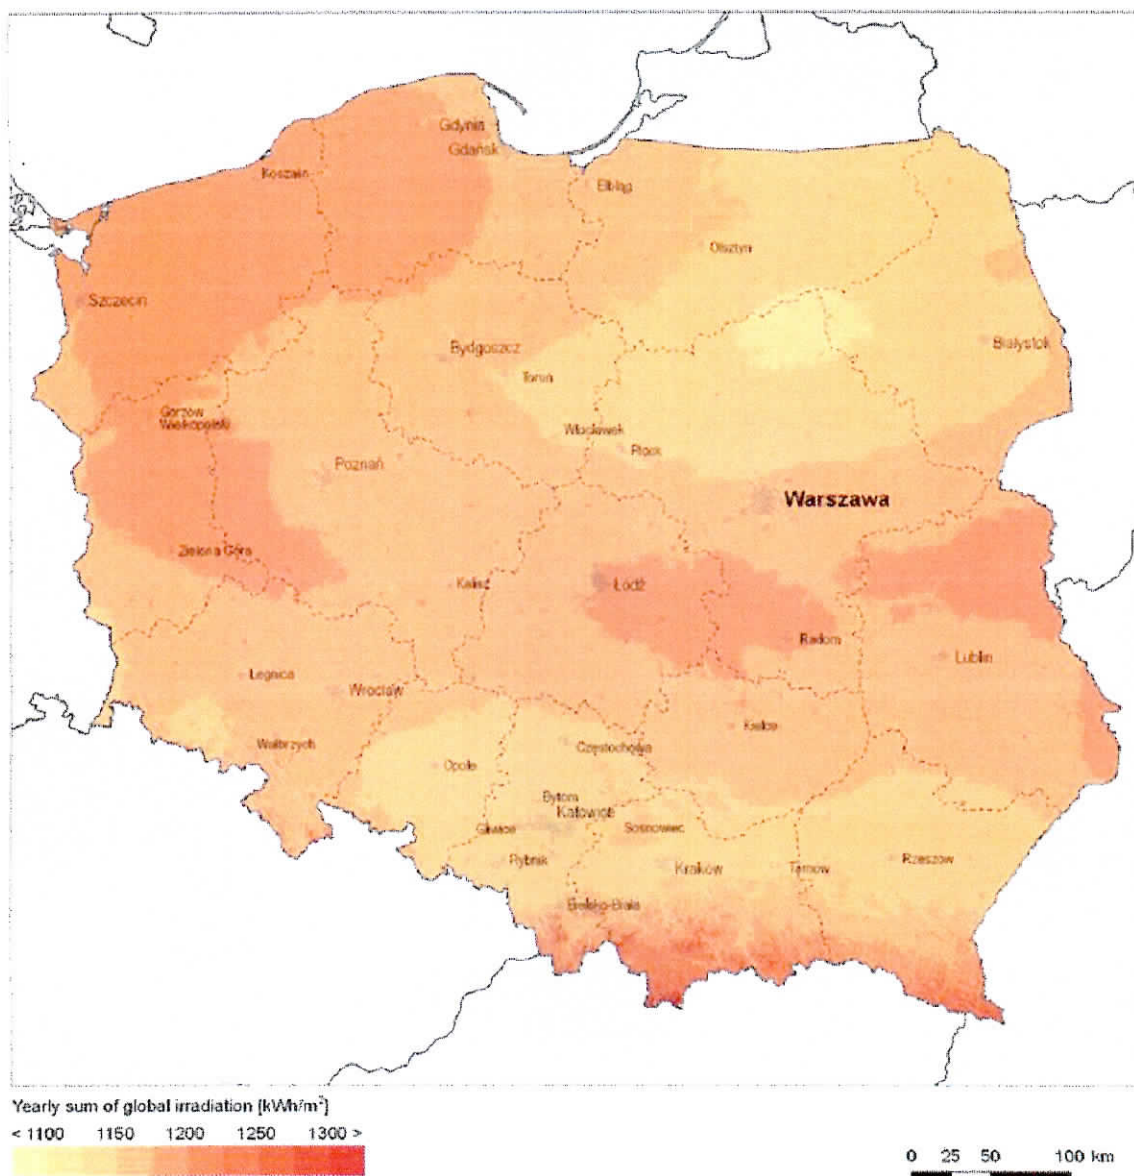 Gdynia
Gdańsk
Koszalin
Elbląg
Olsztyn
Szczecin
Bydgoszcz
Białystok
Toruń
Gorzów
Wielkopolski
Włocławek
Płock
Poznań
Warszawa
Zielona Góra
Kalisz
Łódź
Radom
Lublin
Legnica
Wrocław
Kielce
Wałbrzych
Częstochowa
Opole
Bytom
Katowice
Gliwice
Sosnowiec
Rybnik
Kraków
Tarnów
Rzeszów
Bielsko-Biała
Yearly sum of global irradiation [kWh/m²]
< 1100 1150 1200 1250 1300 >
0 25 50 100 km